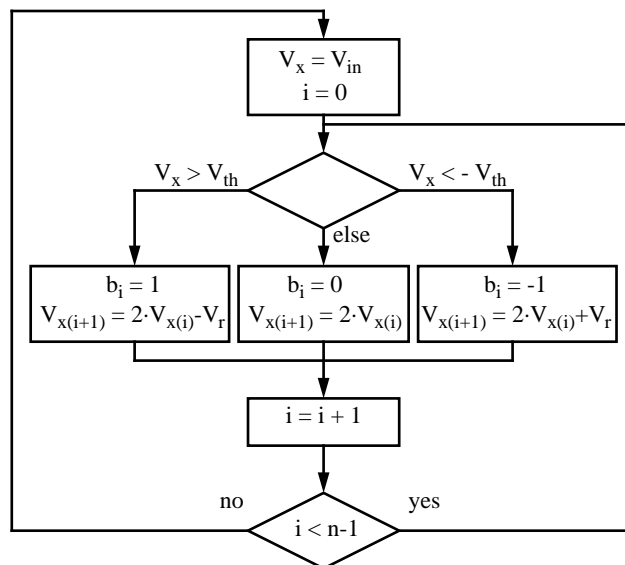 V_x = V_in
i = 0
V_x > V_th
V_x < - V_th
else
b_i = 1
V_x(i+1) = 2·V_x(i)-V_r
b_i = 0
V_x(i+1) = 2·V_x(i)
b_i = -1
V_x(i+1) = 2·V_x(i)+V_r
i = i + 1
no
yes
i < n-1